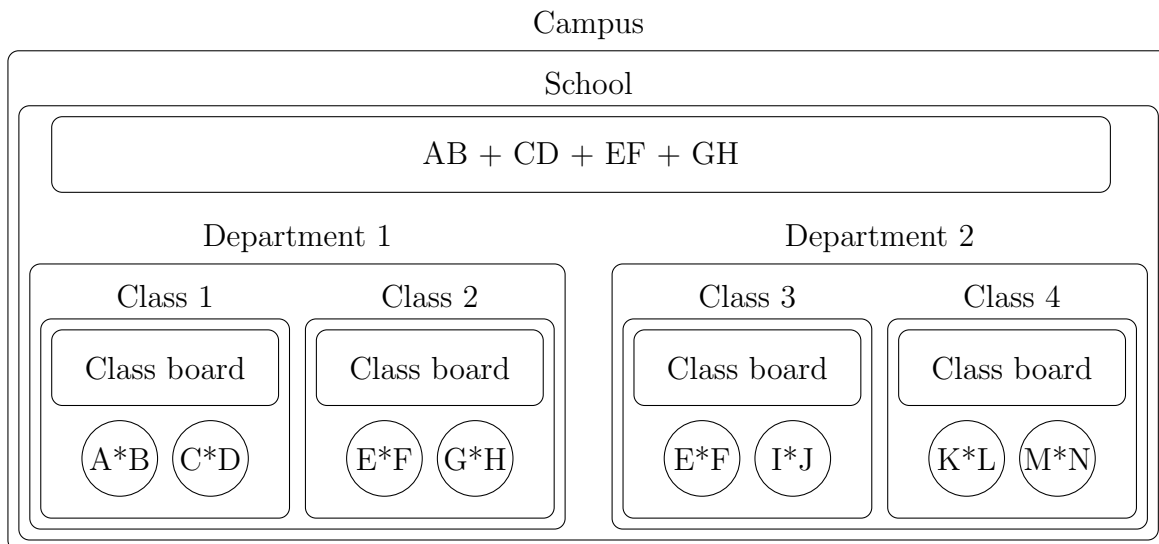 Campus
School
AB + CD + EF + GH
Department 1
Department 2
Class 1
Class 2
Class 3
Class 4
Class board
Class board
Class board
Class board
A*B
C*D
E*F
G*H
E*F
I*J
K*L
M*N